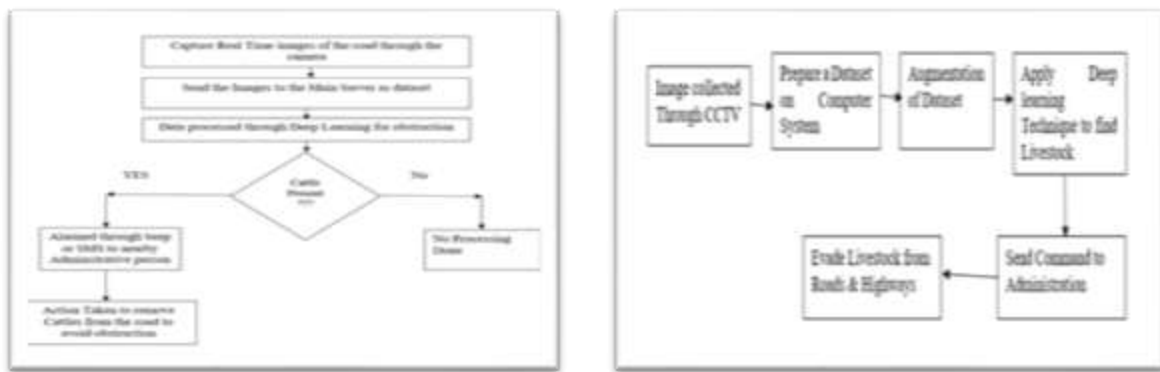 Capture Real Time images of the road through the
camera
Send the Images to the Main Server as dataset
Data processed through Deep Learning for obstruction
Cattle
Present
???
YES
No
Alarmed through beep
or SMS to nearby
Administrative person
No Processing
Done
Action Taken to remove
Cattles from the road to
avoid obstruction
Image collected
Through CCTV
Prepare a Dataset
on Computer
System
Augmentation
of Dataset
Apply Deep
learning
Technique to find
Livestock
Evade Livestock from
Roads & Highways
Send Command to
Administration